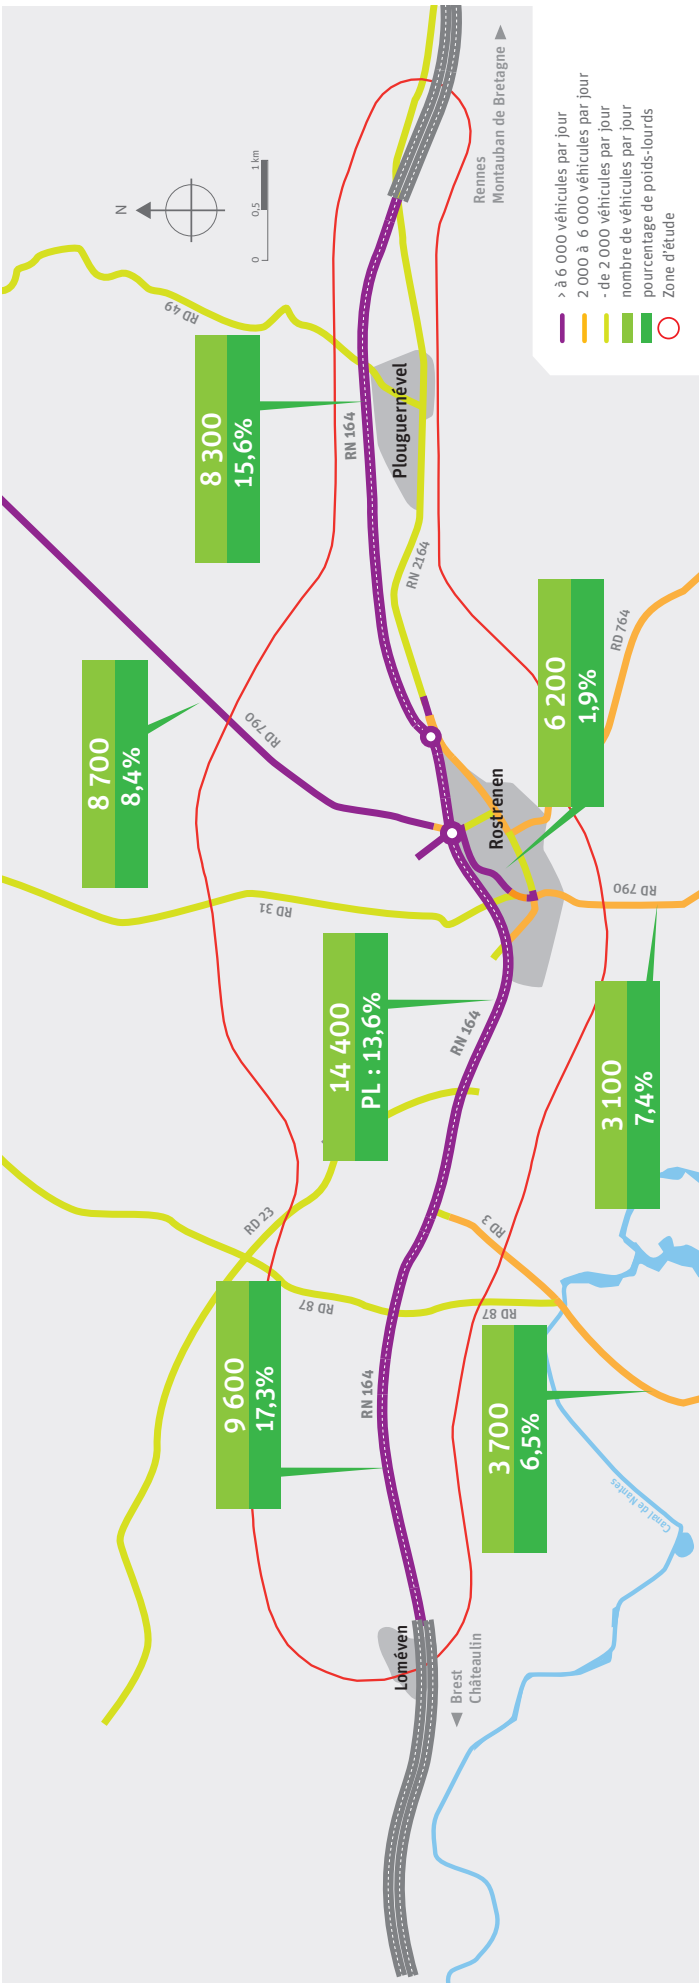 N
0
0,5
1 km
Rennes
Montauban de Bretagne
> à 6 000 véhicules par jour
2 000 à 6 000 véhicules par jour
- de 2 000 véhicules par jour
nombre de véhicules par jour
pourcentage de poids-lourds
Zone d'étude
RD 49
8 300
15,6%
RN 164
Plouguernével
RN 2164
8 700
8,4%
RD 790
6 200
1,9%
RD 764
Rostrenen
RD 31
RD 790
14 400
PL : 13,6%
RN 164
3 100
7,4%
RD 23
RD 3
RD 87
RD 87
9 600
17,3%
RN 164
3 700
6,5%
Canal de Nantes
Loméven
Brest
Châteaulin